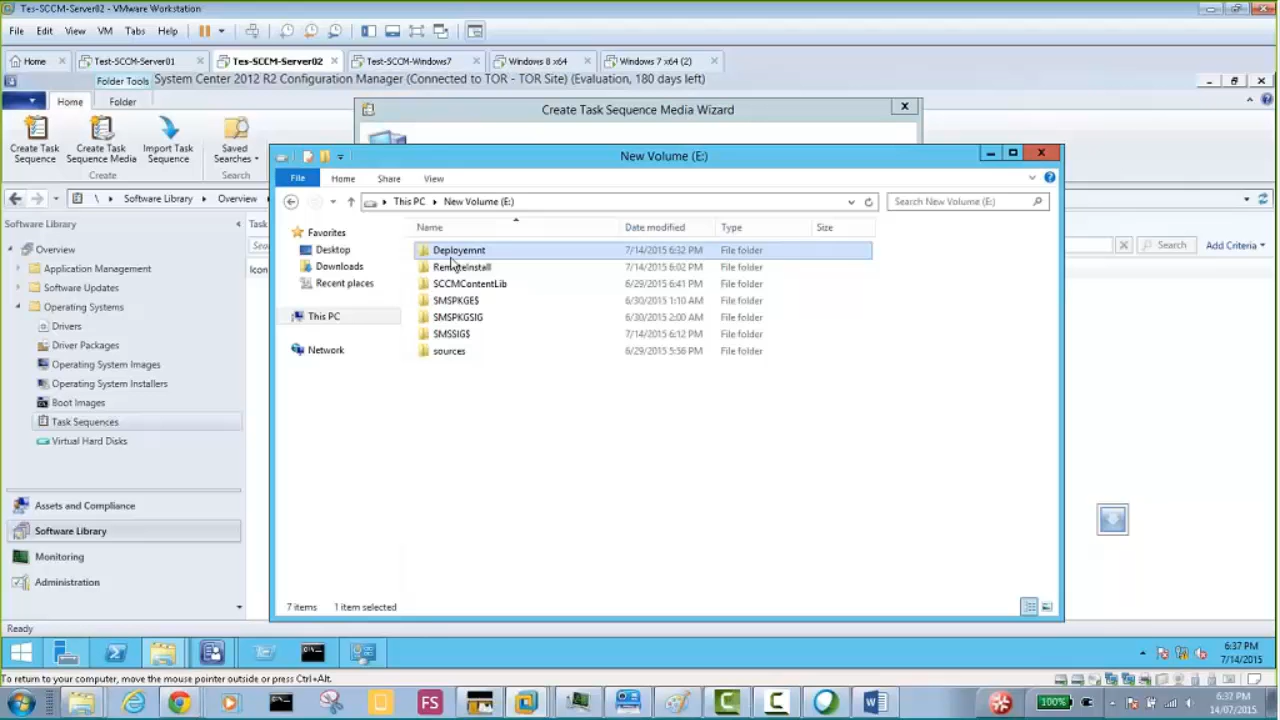 Tes-SCCM-Server02 - VMware Workstation
File Edit View VM Tabs Help
Home Test-SCCM-Server01 Tes-SCCM-Server02 Test-SCCM-Windows7 Windows 8 x64 Windows 7 x64 (2)
Folder Tools System Center 2012 R2 Configuration Manager (Connected to TOR - TOR Site) (Evaluation, 180 days left)
Home Folder
Create Task Sequence Media Wizard
Create Task Sequence
Create Task Sequence Media
Import Task Sequence
Saved Searches
Create
Search
\ Software Library Overview
New Volume (E:)
File Home Share View
This PC New Volume (E:)
Search New Volume (E:)
Software Library
Overview
Application Management
Software Updates
Operating Systems
Drivers
Driver Packages
Operating System Images
Operating System Installers
Boot Images
Task Sequences
Virtual Hard Disks
Assets and Compliance
Software Library
Monitoring
Administration
Task
Sear
Icon
Search
Add Criteria
Favorites
Desktop
Downloads
Recent places
This PC
Network
Name Date modified Type Size
Deployemnt 7/14/2015 6:32 PM File folder
RemoteInstall 7/14/2015 6:02 PM File folder
SCCMContentLib 6/29/2015 6:41 PM File folder
SMSPKGE$ 6/30/2015 1:10 AM File folder
SMSPKGSIG 6/30/2015 2:00 AM File folder
SMSSIG$ 7/14/2015 6:12 PM File folder
sources 6/29/2015 5:36 PM File folder
7 items 1 item selected
Ready
6:37 PM
7/14/2015
To return to your computer, move the mouse pointer outside or press Ctrl+Alt.
FS
100%
6:37 PM
14/07/2015